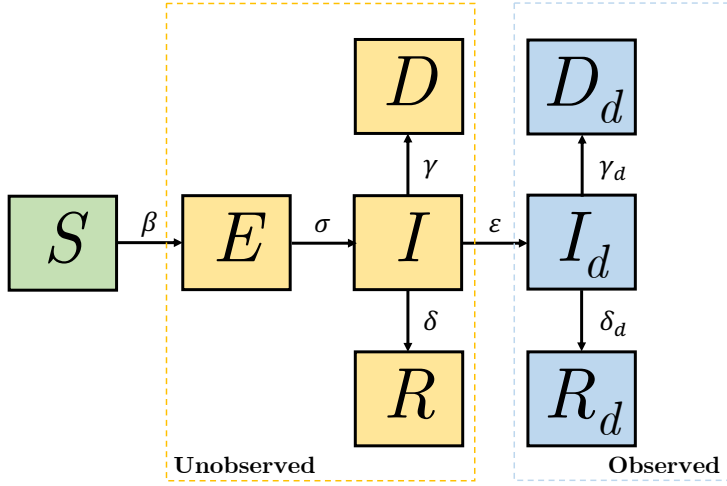 D
D_d
γ
γ_d
S
β
E
σ
I
ε
I_d
δ
δ_d
R
R_d
Unobserved
Observed